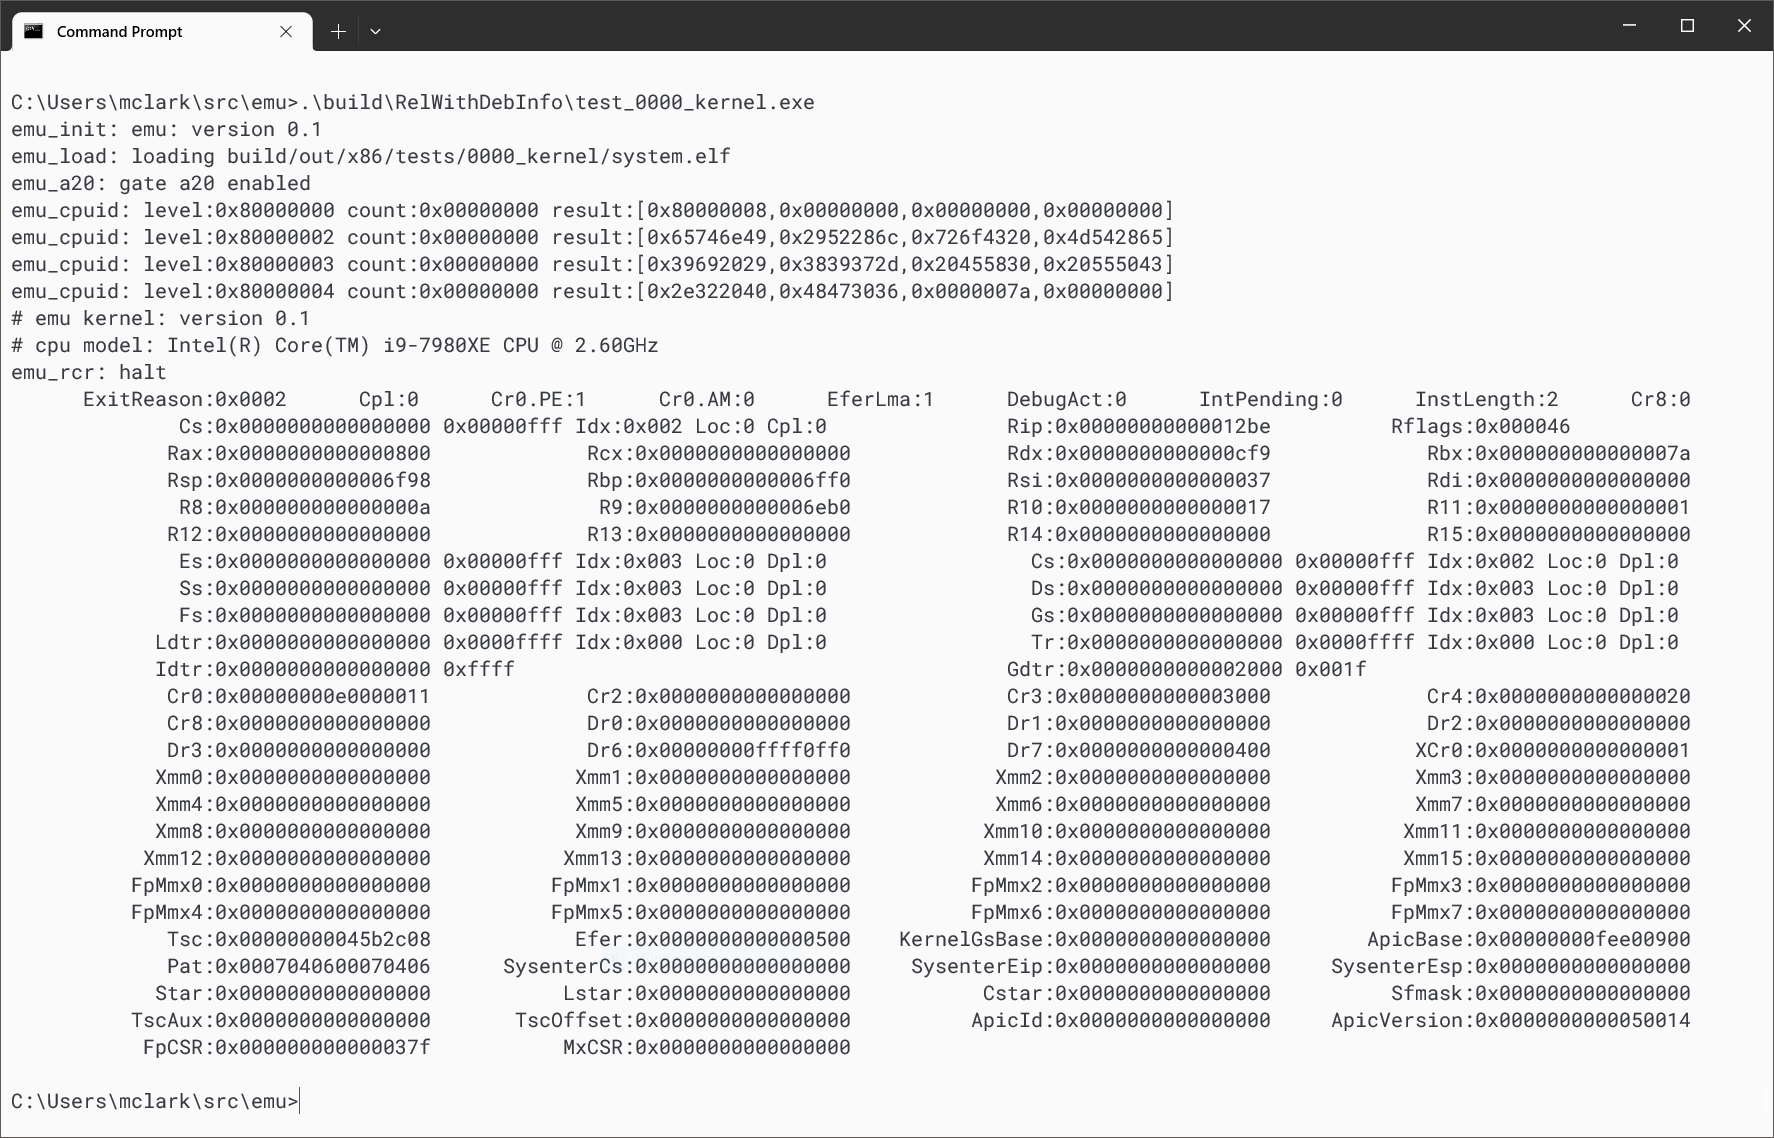 Command Prompt
C:\Users\mclark\src\emu>.\build\RelWithDebInfo\test_0000_kernel.exe
emu_init: emu: version 0.1
emu_load: loading build/out/x86/tests/0000_kernel/system.elf
emu_a20: gate a20 enabled
emu_cpuid: level:0x80000000 count:0x00000000 result:[0x80000008,0x00000000,0x00000000,0x00000000]
emu_cpuid: level:0x80000002 count:0x00000000 result:[0x65746e49,0x2952286c,0x726f4320,0x4d542865]
emu_cpuid: level:0x80000003 count:0x00000000 result:[0x39692029,0x3839372d,0x20455830,0x20555043]
emu_cpuid: level:0x80000004 count:0x00000000 result:[0x2e322040,0x48473036,0x0000007a,0x00000000]
# emu kernel: version 0.1
# cpu model: Intel(R) Core(TM) i9-7980XE CPU @ 2.60GHz
emu_rcr: halt
ExitReason:0x0002 Cpl:0 Cr0.PE:1 Cr0.AM:0 EferLma:1 DebugAct:0 IntPending:0 InstLength:2 Cr8:0
Cs:0x0000000000000000 0x00000fff Idx:0x002 Loc:0 Cpl:0 Rip:0x00000000000012be Rflags:0x000046
Rax:0x0000000000000800 Rcx:0x0000000000000000 Rdx:0x0000000000000cf9 Rbx:0x000000000000007a
Rsp:0x0000000000006f98 Rbp:0x0000000000006ff0 Rsi:0x0000000000000037 Rdi:0x0000000000000000
R8:0x000000000000000a R9:0x0000000000006eb0 R10:0x0000000000000017 R11:0x0000000000000001
R12:0x0000000000000000 R13:0x0000000000000000 R14:0x0000000000000000 R15:0x0000000000000000
Es:0x0000000000000000 0x00000fff Idx:0x003 Loc:0 Dpl:0 Cs:0x0000000000000000 0x00000fff Idx:0x002 Loc:0 Dpl:0
Ss:0x0000000000000000 0x00000fff Idx:0x003 Loc:0 Dpl:0 Ds:0x0000000000000000 0x00000fff Idx:0x003 Loc:0 Dpl:0
Fs:0x0000000000000000 0x00000fff Idx:0x003 Loc:0 Dpl:0 Gs:0x0000000000000000 0x00000fff Idx:0x003 Loc:0 Dpl:0
Ldtr:0x0000000000000000 0x0000ffff Idx:0x000 Loc:0 Dpl:0 Tr:0x0000000000000000 0x0000ffff Idx:0x000 Loc:0 Dpl:0
Idtr:0x0000000000000000 0xffff Gdtr:0x0000000000002000 0x001f
Cr0:0x00000000e0000011 Cr2:0x0000000000000000 Cr3:0x0000000000003000 Cr4:0x0000000000000020
Cr8:0x0000000000000000 Dr0:0x0000000000000000 Dr1:0x0000000000000000 Dr2:0x0000000000000000
Dr3:0x0000000000000000 Dr6:0x00000000ffff0ff0 Dr7:0x0000000000000400 XCr0:0x0000000000000001
Xmm0:0x0000000000000000 Xmm1:0x0000000000000000 Xmm2:0x0000000000000000 Xmm3:0x0000000000000000
Xmm4:0x0000000000000000 Xmm5:0x0000000000000000 Xmm6:0x0000000000000000 Xmm7:0x0000000000000000
Xmm8:0x0000000000000000 Xmm9:0x0000000000000000 Xmm10:0x0000000000000000 Xmm11:0x0000000000000000
Xmm12:0x0000000000000000 Xmm13:0x0000000000000000 Xmm14:0x0000000000000000 Xmm15:0x0000000000000000
FpMmx0:0x0000000000000000 FpMmx1:0x0000000000000000 FpMmx2:0x0000000000000000 FpMmx3:0x0000000000000000
FpMmx4:0x0000000000000000 FpMmx5:0x0000000000000000 FpMmx6:0x0000000000000000 FpMmx7:0x0000000000000000
Tsc:0x00000000045b2c08 Efer:0x0000000000000500 KernelGsBase:0x0000000000000000 ApicBase:0x00000000fee00900
Pat:0x0007040600070406 SysenterCs:0x0000000000000000 SysenterEip:0x0000000000000000 SysenterEsp:0x0000000000000000
Star:0x0000000000000000 Lstar:0x0000000000000000 Cstar:0x0000000000000000 Sfmask:0x0000000000000000
TscAux:0x0000000000000000 TscOffset:0x0000000000000000 ApicId:0x0000000000000000 ApicVersion:0x0000000000050014
FpCSR:0x000000000000037f MxCSR:0x0000000000000000
C:\Users\mclark\src\emu>